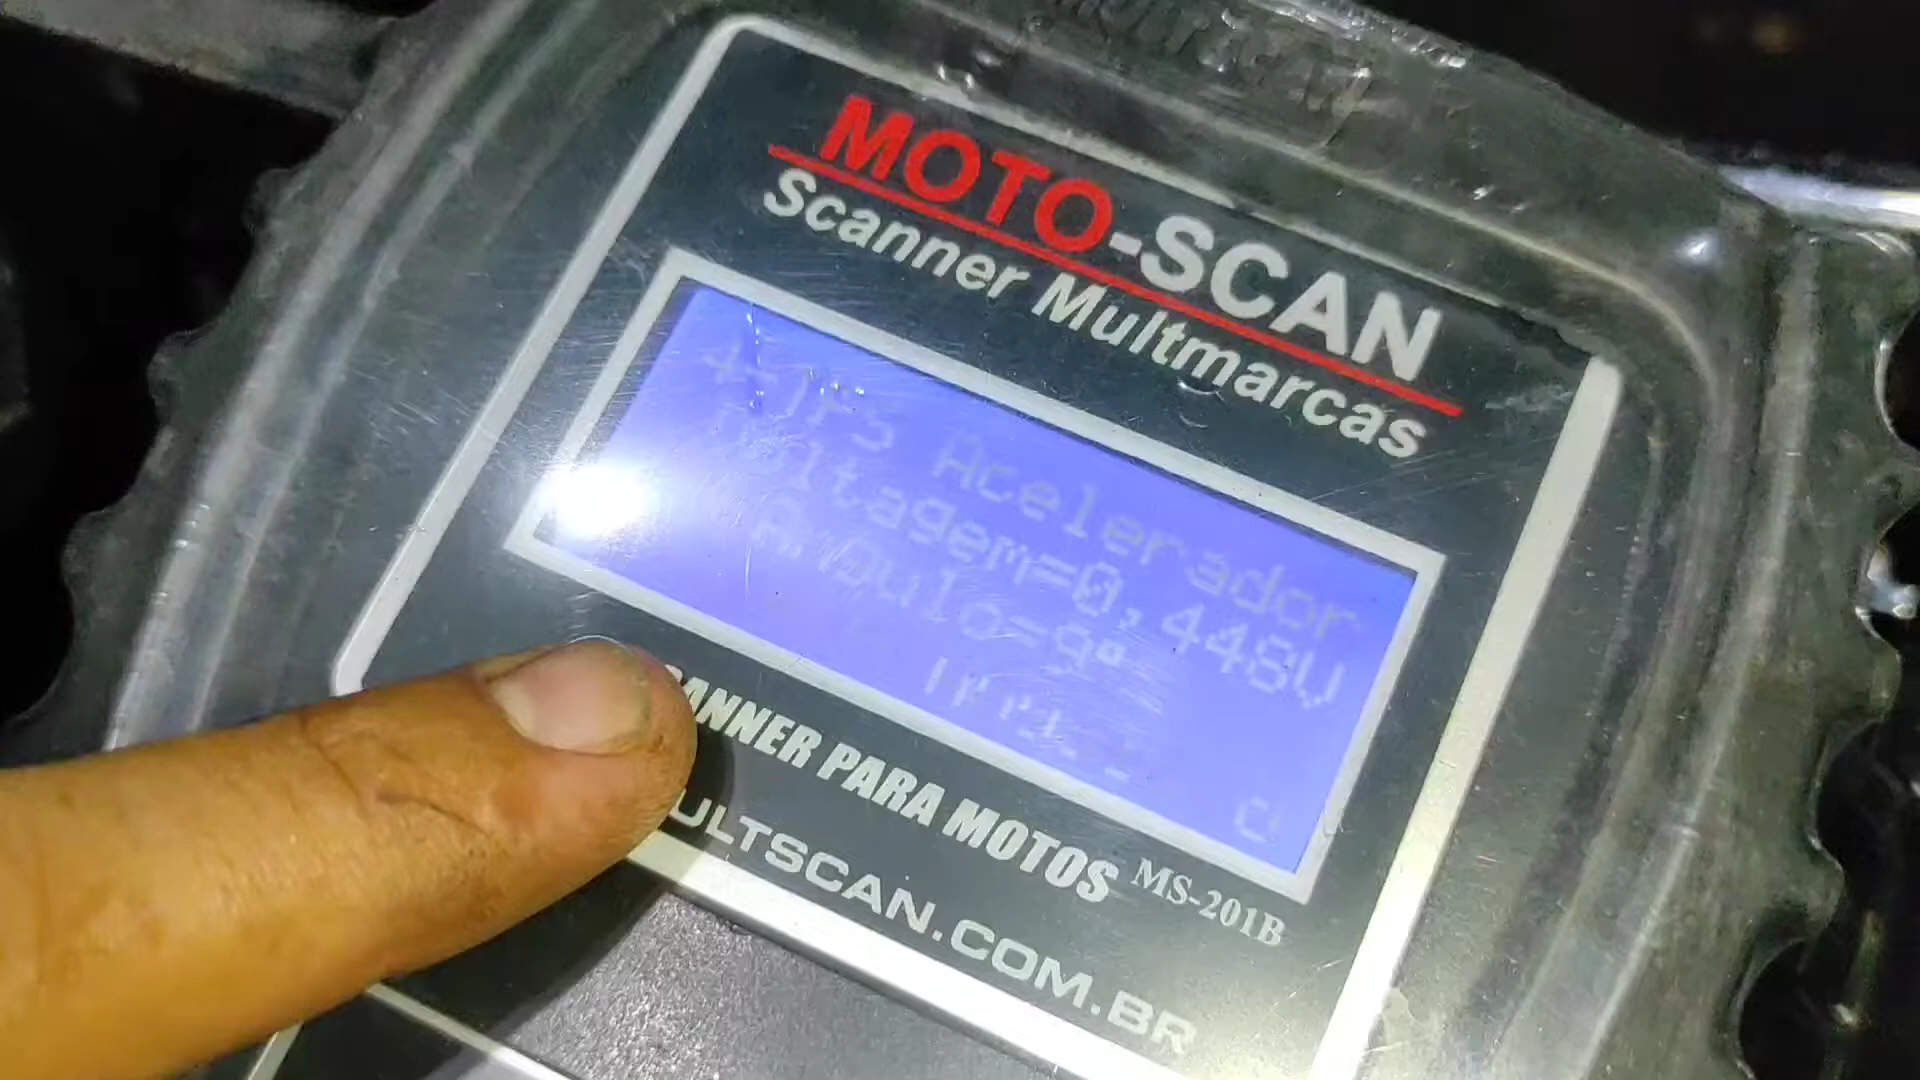 MOTO-SCAN
Scanner Multmarcas
4-TPS Acelerador
Voltagem=0,448V
Angulo=9°
ANNER PARA MOTOS MS-201B
ULTSCAN.COM.BR